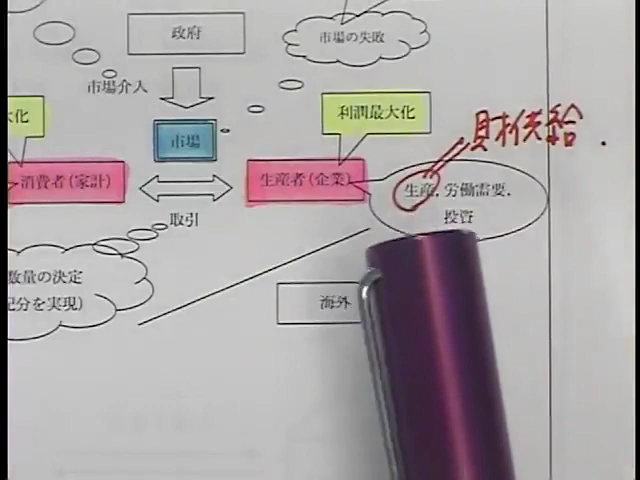 政府
市場の失敗
市場介入
大化
利潤最大化
財供給.
市場
消費者(家計)
生産者(企業)
生産, 労働需要,
投資
取引
数量の決定
配分を実現)
海外